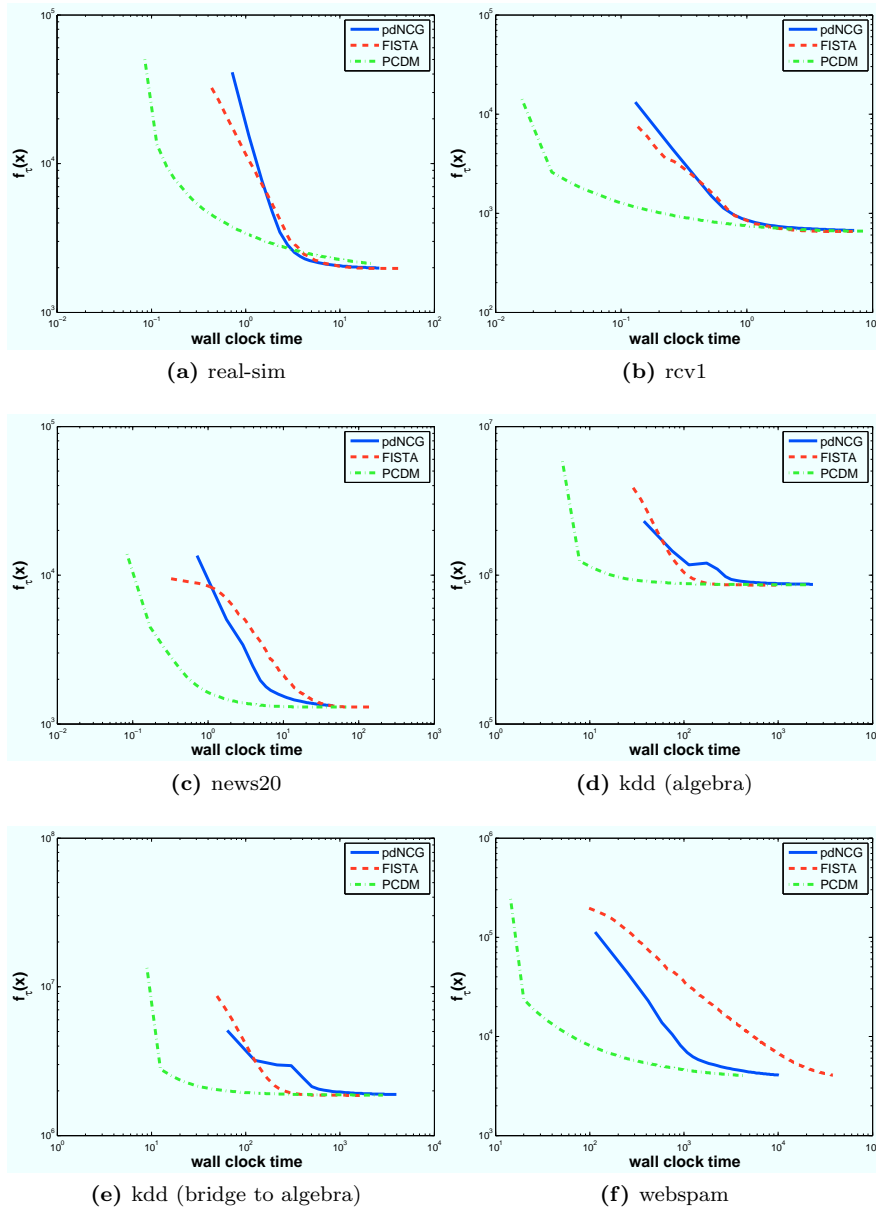 10^5
10^4
10^3
f_τ(x)
pdNCG
FISTA
PCDM
10^-2 10^-1 10^0 10^1 10^2
wall clock time
(a) real-sim
10^5
10^4
10^3
10^2
f_τ(x)
pdNCG
FISTA
PCDM
10^-2 10^-1 10^0 10
wall clock time
(b) rcv1
10^5
10^4
10^3
f_τ(x)
pdNCG
FISTA
PCDM
10^-2 10^-1 10^0 10^1 10^2 10^3
wall clock time
(c) news20
10^7
10^6
10^5
f_τ(x)
pdNCG
FISTA
PCDM
10^0 10^1 10^2 10^3 10
wall clock time
(d) kdd (algebra)
10^8
10^7
10^6
f_τ(x)
pdNCG
FISTA
PCDM
10^0 10^1 10^2 10^3 10^4
wall clock time
(e) kdd (bridge to algebra)
10^6
10^5
10^4
10^3
f_τ(x)
pdNCG
FISTA
PCDM
10^1 10^2 10^3 10^4 10
wall clock time
(f) webspam